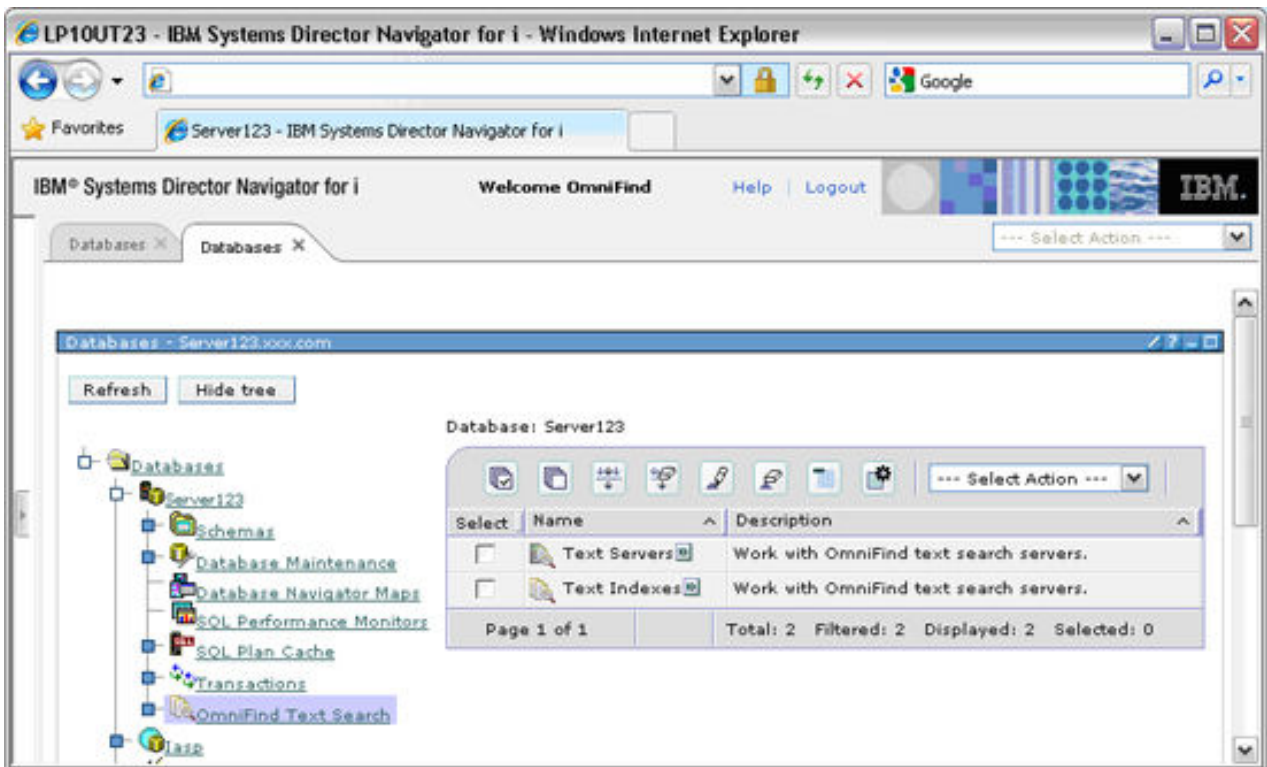 LP10UT23 - IBM Systems Director Navigator for i - Windows Internet Explorer
Google
Favorites
Server123 - IBM Systems Director Navigator for i
IBM® Systems Director Navigator for i
Welcome OmniFind
Help | Logout
IBM.
Databases
Databases
--- Select Action ---
Databases - Server123.xxx.com
Refresh
Hide tree
Database: Server123
Databases
Server123
Schemas
Database Maintenance
Database Navigator Maps
SQL Performance Monitors
SQL Plan Cache
Transactions
OmniFind Text Search
Iasp
--- Select Action ---
Select Name Description
Text Servers Work with OmniFind text search servers.
Text Indexes Work with OmniFind text search servers.
Page 1 of 1 Total: 2 Filtered: 2 Displayed: 2 Selected: 0